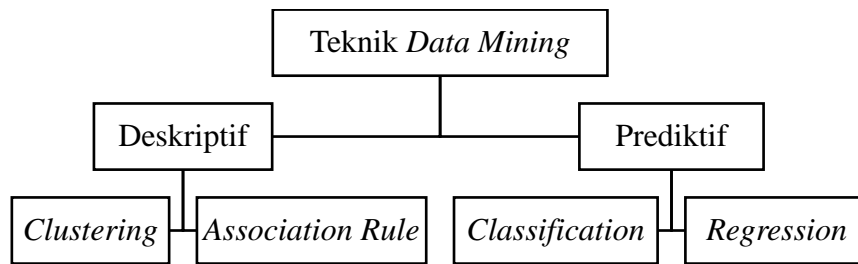 Teknik Data Mining
Deskriptif
Prediktif
Clustering
Association Rule
Classification
Regression